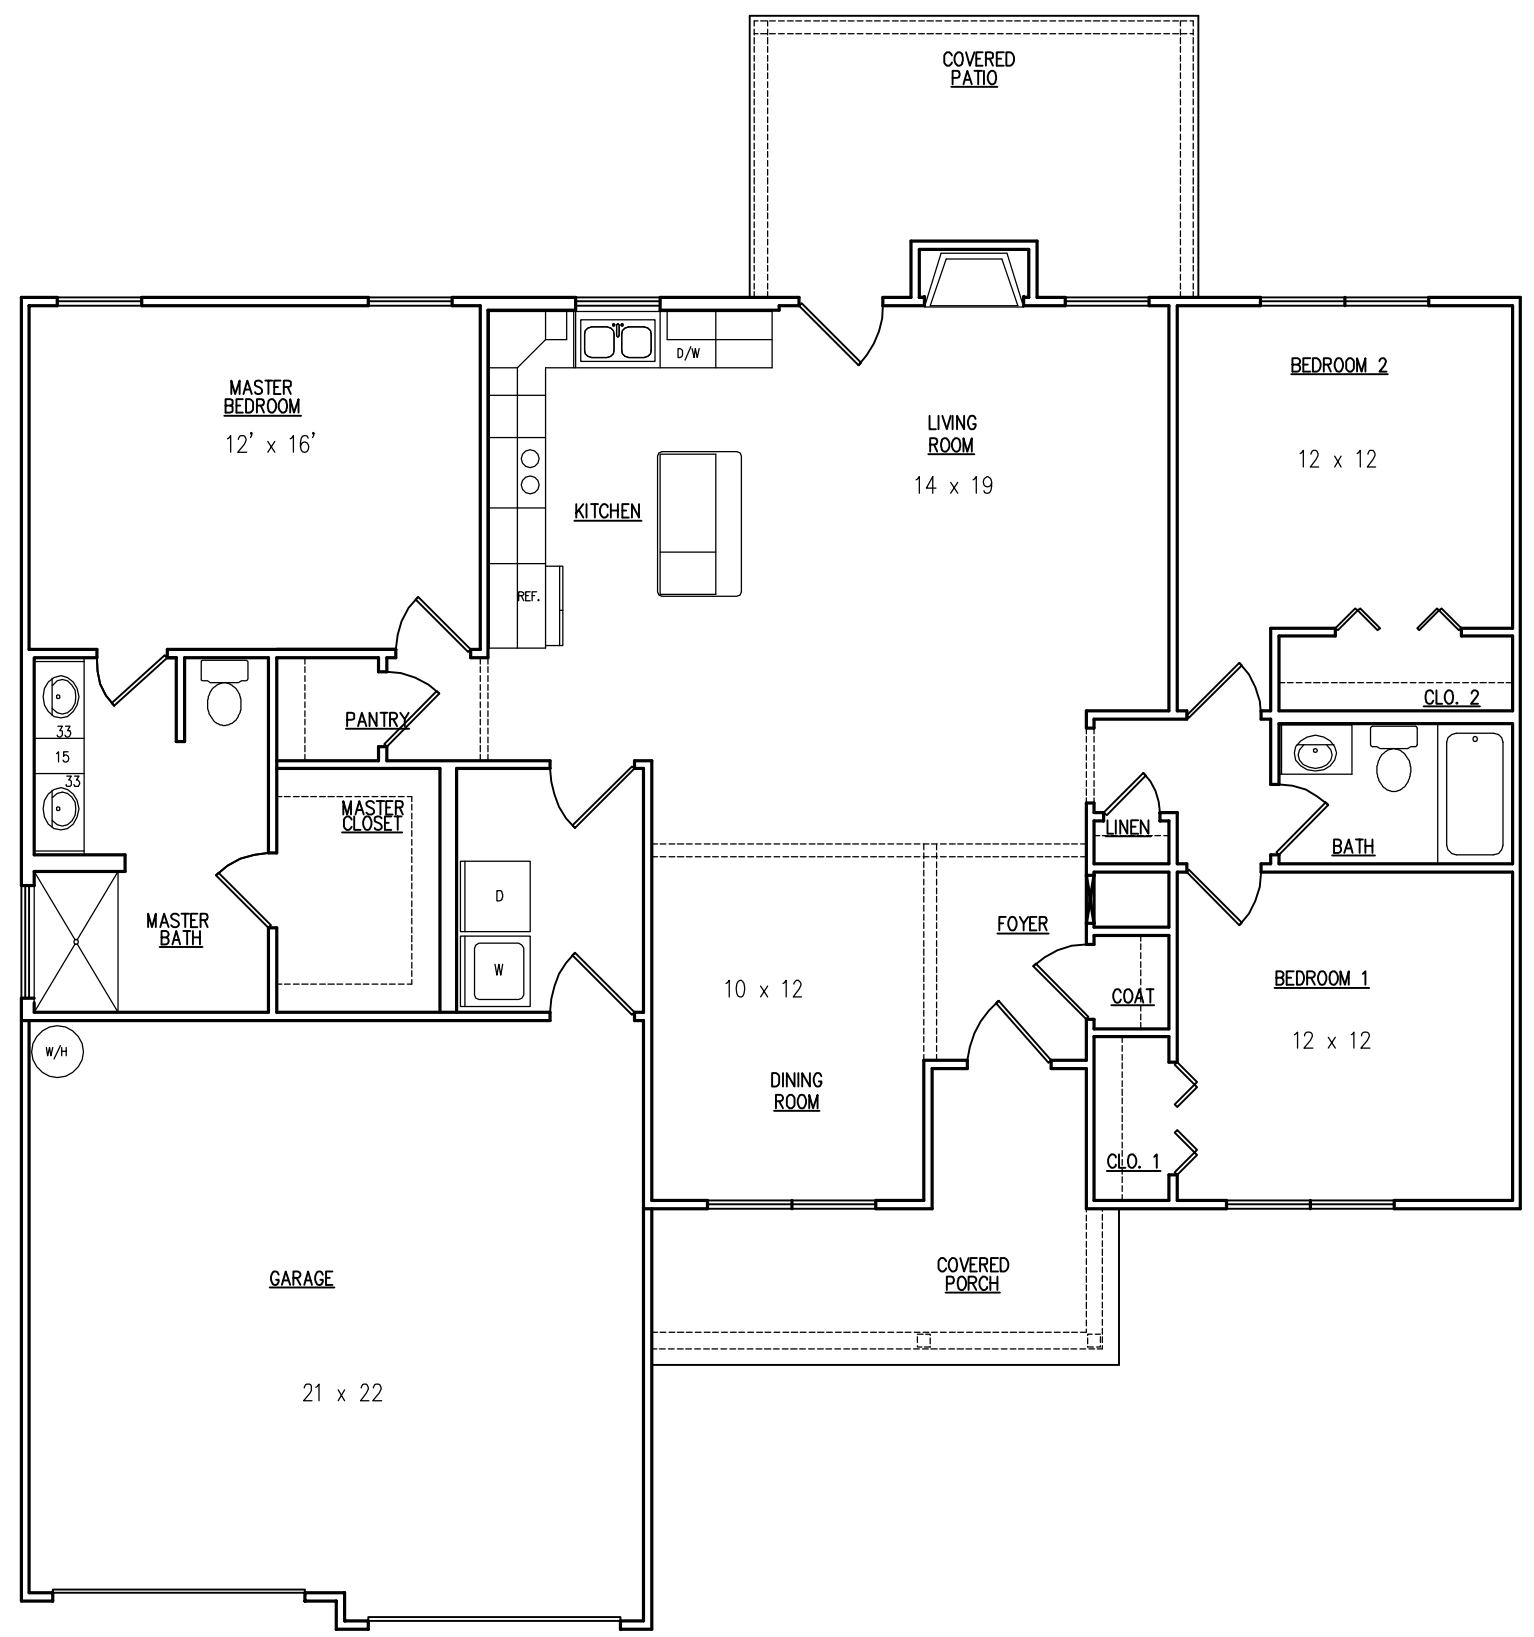 COVERED
PATIO
MASTER
BEDROOM
12' x 16'
D/W
KITCHEN
REF.
LIVING
ROOM
14 x 19
BEDROOM 2
12 x 12
CLO. 2
33
15
33
PANTRY
MASTER
CLOSET
MASTER
BATH
D
W
LINEN
BATH
FOYER
COAT
10 x 12
DINING
ROOM
BEDROOM 1
12 x 12
CLO. 1
W/H
GARAGE
21 x 22
COVERED
PORCH